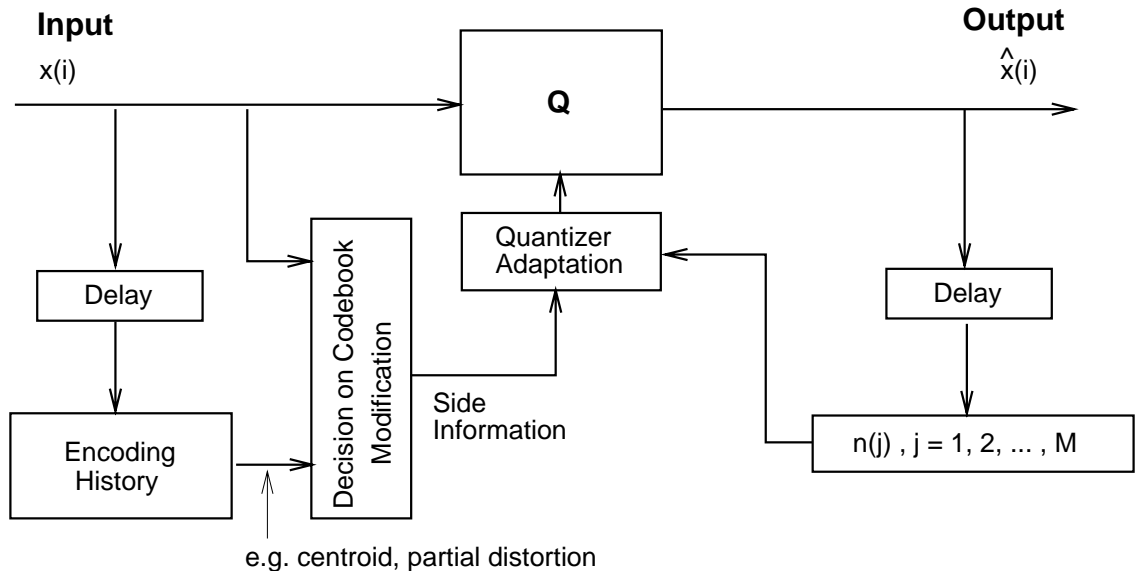 Input
Output
x(i)
^
x(i)
Q
Quantizer
Adaptation
Delay
Delay
Decision on Codebook
Modification
Side
Information
Encoding
History
n(j) , j = 1, 2, ... , M
e.g. centroid, partial distortion